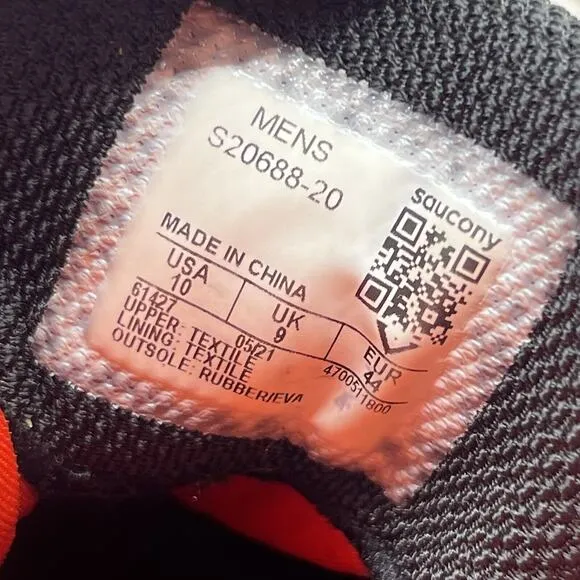 MENS
S20688-20
saucony
MADE IN CHINA
USA UK EUR
10 9 44
61427 05/21 4700511800
UPPER: TEXTILE
LINING: TEXTILE
OUTSOLE: RUBBER/EVA